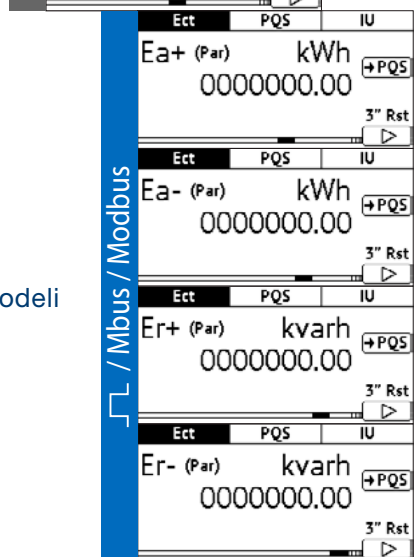 Ect PQS IU
Ea+ (Par) kWh
→PQS
0000000.00
3" Rst
Ect PQS IU
Ea- (Par) kWh
→PQS
0000000.00
3" Rst
Ect PQS IU
Er+ (Par) kvarh
→PQS
0000000.00
3" Rst
Ect PQS IU
Er- (Par) kvarh
→PQS
0000000.00
3" Rst
/ Mbus / Modbus
odeli